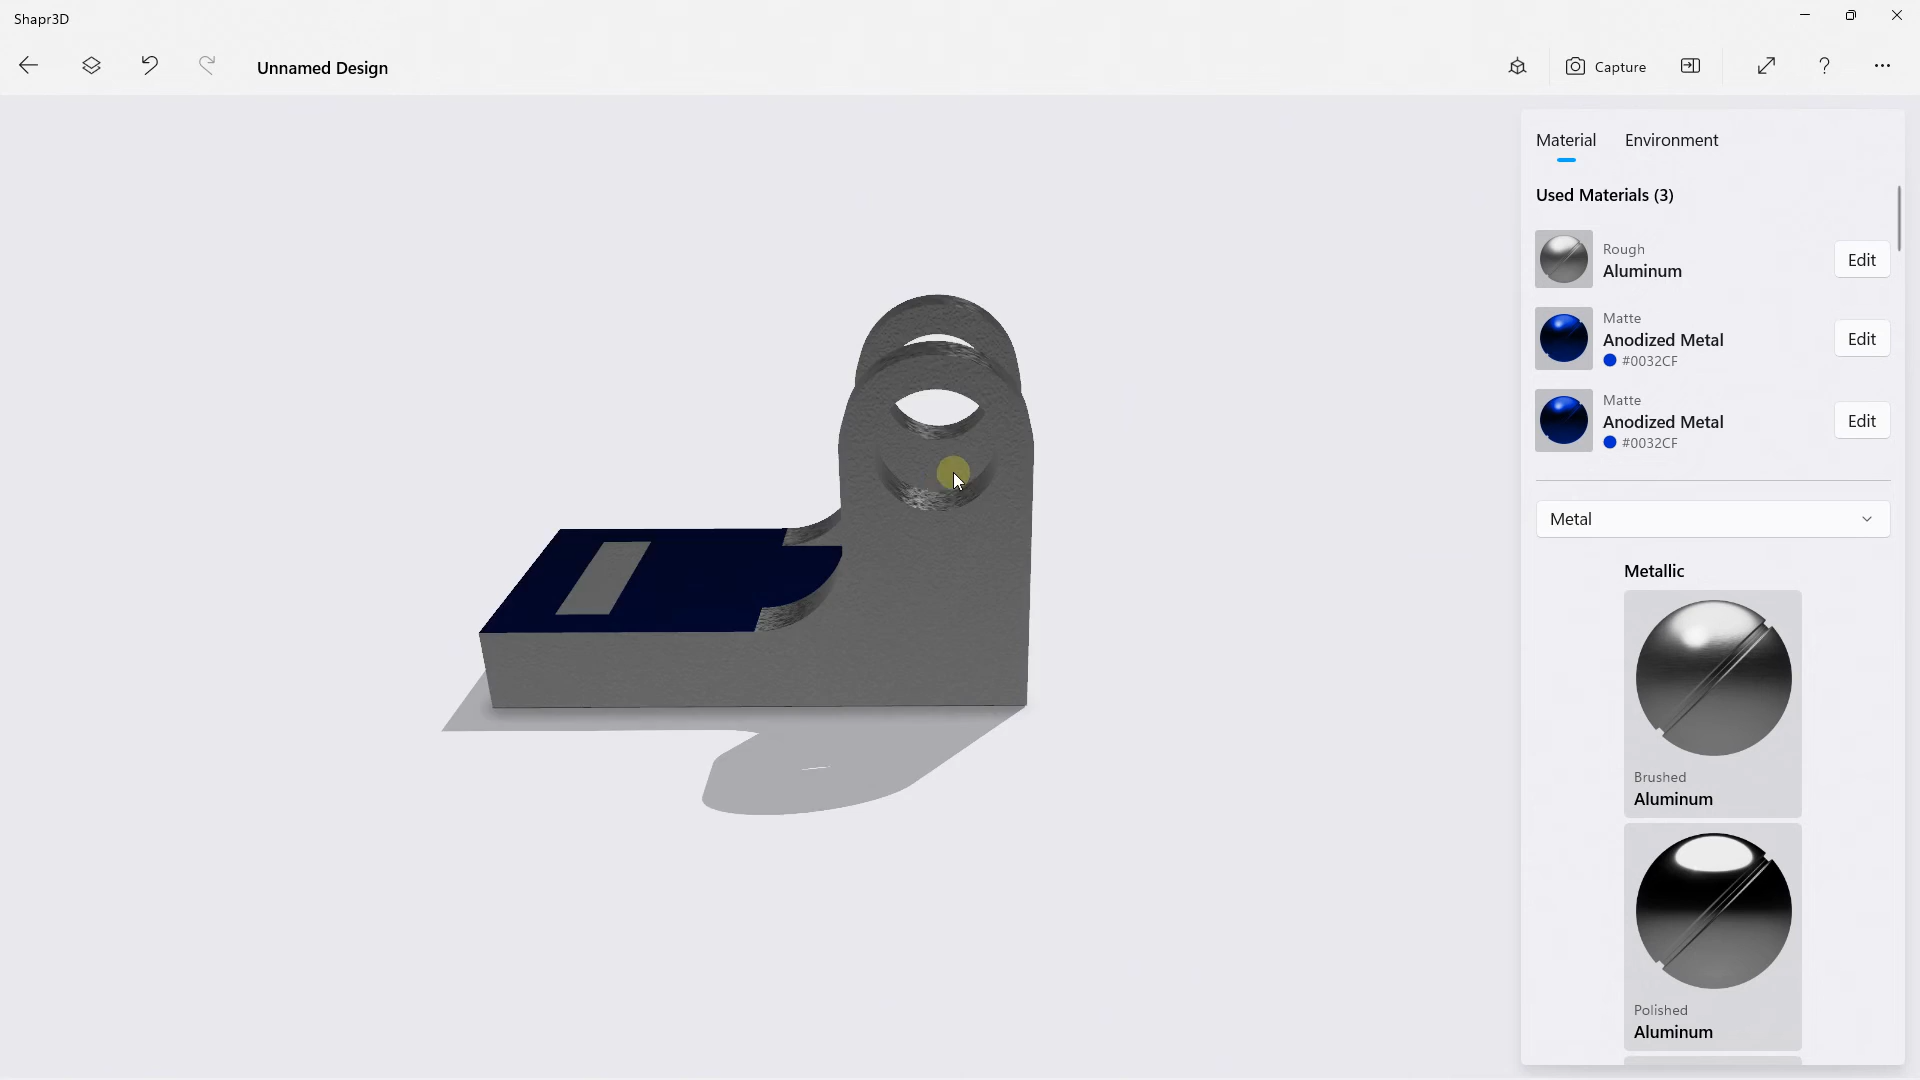 Shapr3D
Unnamed Design
Capture
Material Environment
Used Materials (3)
Rough
Aluminum
Edit
Matte
Anodized Metal
#0032CF
Edit
Matte
Anodized Metal
#0032CF
Edit
Metal
Metallic
Brushed
Aluminum
Polished
Aluminum